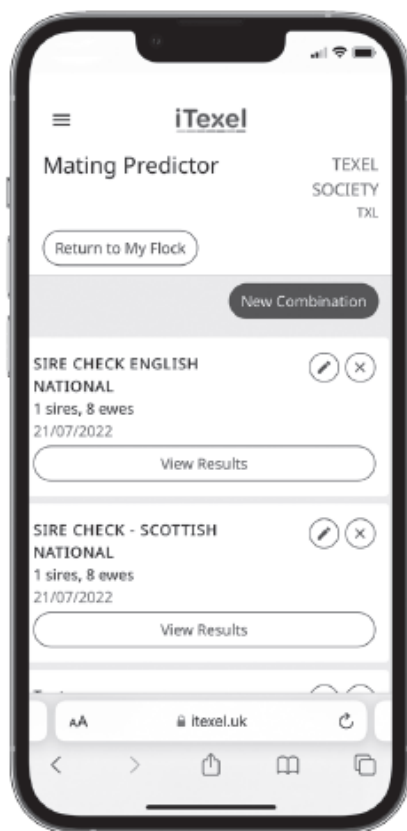 iTexel
Mating Predictor
TEXEL
SOCIETY
TXL
Return to My Flock
New Combination
SIRE CHECK ENGLISH
NATIONAL
1 sires, 8 ewes
21/07/2022
View Results
SIRE CHECK - SCOTTISH
NATIONAL
1 sires, 8 ewes
21/07/2022
View Results
AA
itexel.uk